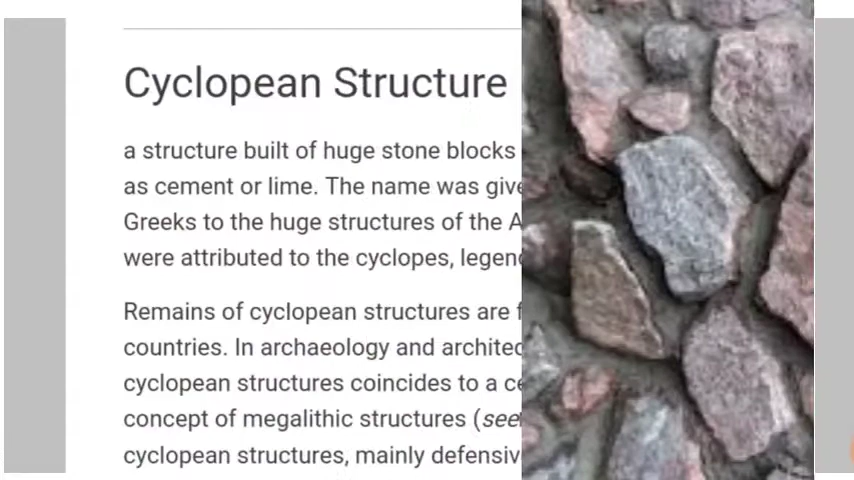 Cyclopean Structure
a structure built of huge stone blocks
as cement or lime. The name was give
Greeks to the huge structures of the A
were attributed to the cyclopes, legend
Remains of cyclopean structures are f
countries. In archaeology and architec
cyclopean structures coincides to a ce
concept of megalithic structures (see
cyclopean structures, mainly defensiv